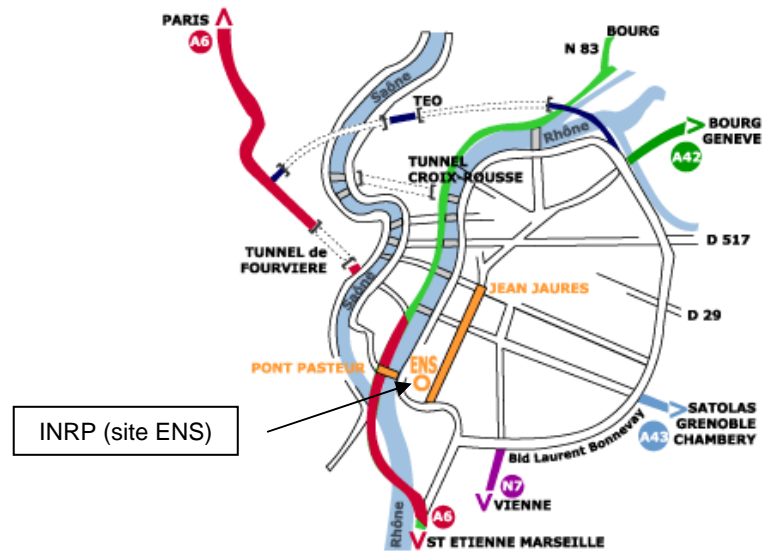 PARIS
A6
Saône
TEO
BOURG
N 83
Rhône
BOURG
GENEVE
A42
TUNNEL
CROIX-ROUSSE
D 517
TUNNEL de
FOURVIERE
Saône
JEAN JAURES
D 29
PONT PASTEUR
ENS
INRP (site ENS)
SATOLAS
GRENOBLE
CHAMBERY
A43
Bld Laurent Bonnevay
N7
VIENNE
A6
Rhône
ST ETIENNE MARSEILLE